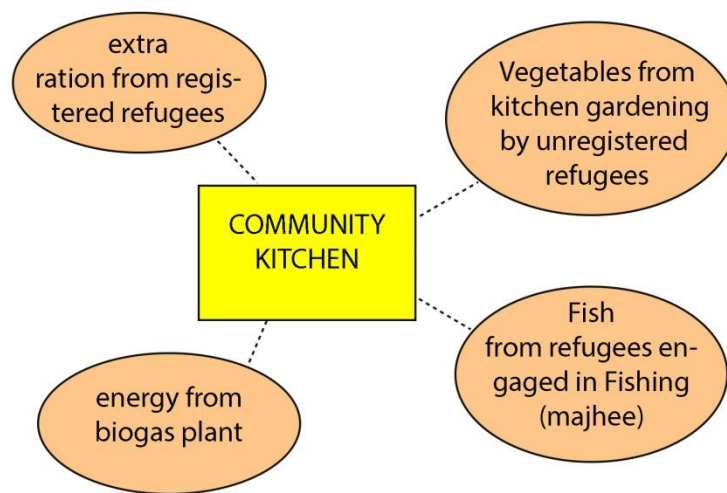 extra
ration from regis-
tered refugees
Vegetables from
kitchen gardening
by unregistered
refugees
COMMUNITY
KITCHEN
Fish
from refugees en-
gaged in Fishing
(majhee)
energy from
biogas plant